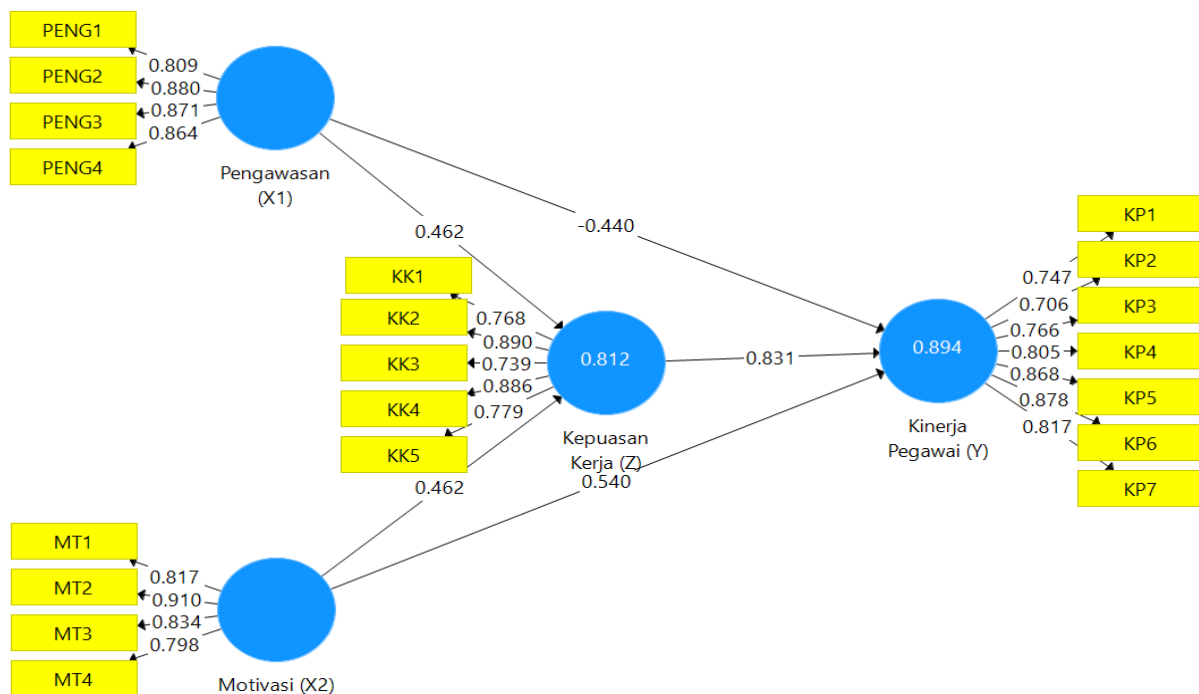 PENG1
PENG2
PENG3
PENG4
0.809
0.880
0.871
0.864
Pengawasan
(X1)
0.462
-0.440
KK1
KK2
KK3
KK4
KK5
0.768
0.890
0.739
0.886
0.779
0.812
Kepuasan
Kerja (Z)
0.831
0.462
0.540
0.894
Kinerja
Pegawai (Y)
0.747
0.706
0.766
0.805
0.868
0.878
0.817
KP1
KP2
KP3
KP4
KP5
KP6
KP7
MT1
MT2
MT3
MT4
0.817
0.910
0.834
0.798
Motivasi (X2)